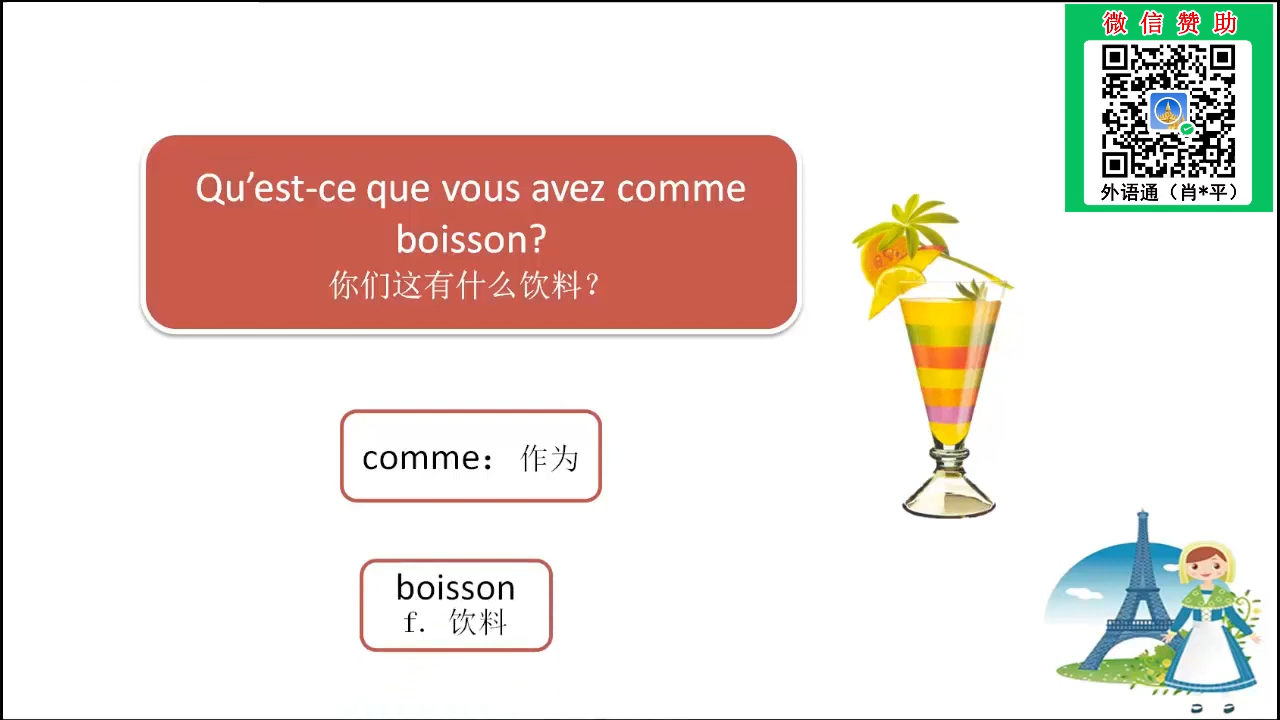 微信赞助
外语通（肖*平）
Qu’est-ce que vous avez comme
boisson?
你们这有什么饮料？
comme：作为
boisson
f. 饮料